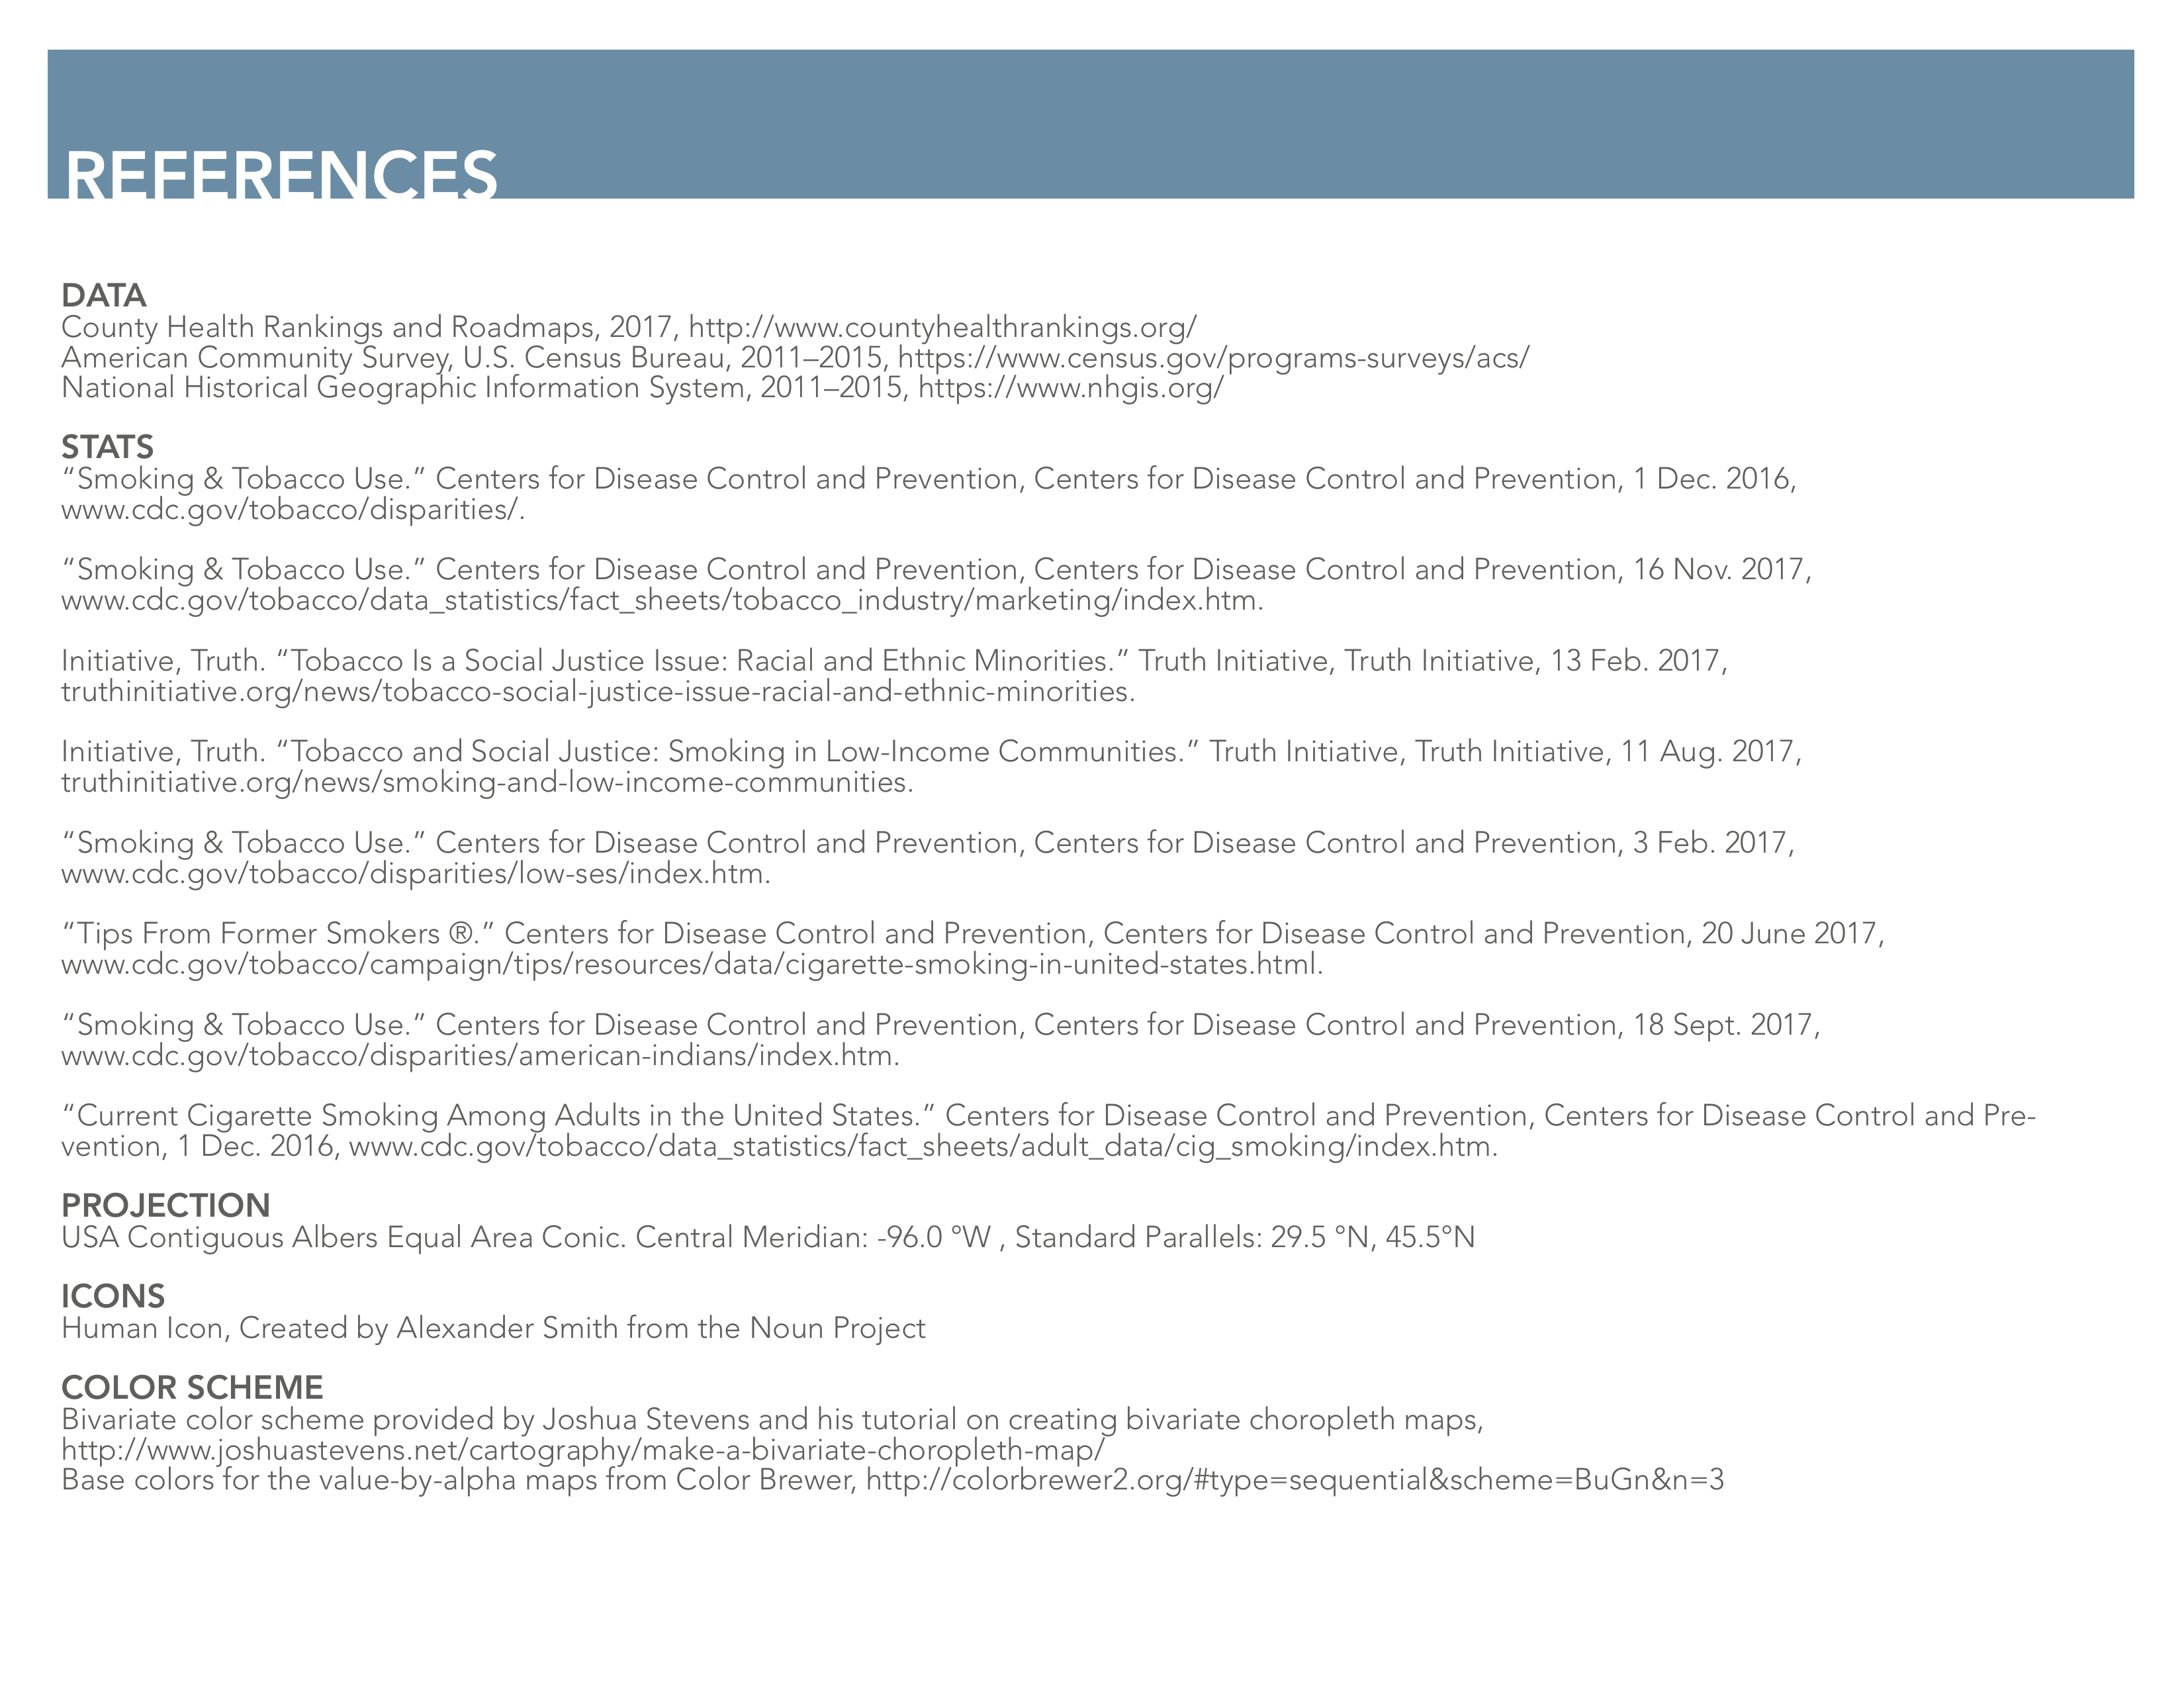 REFERENCES
DATA
County Health Rankings and Roadmaps, 2017, http://www.countyhealthrankings.org/
American Community Survey, U.S. Census Bureau, 2011–2015, https://www.census.gov/programs-surveys/acs/
National Historical Geographic Information System, 2011–2015, https://www.nhgis.org/
STATS
“Smoking & Tobacco Use.” Centers for Disease Control and Prevention, Centers for Disease Control and Prevention, 1 Dec. 2016,
www.cdc.gov/tobacco/disparities/.
“Smoking & Tobacco Use.” Centers for Disease Control and Prevention, Centers for Disease Control and Prevention, 16 Nov. 2017,
www.cdc.gov/tobacco/data_statistics/fact_sheets/tobacco_industry/marketing/index.htm.
Initiative, Truth. “Tobacco Is a Social Justice Issue: Racial and Ethnic Minorities.” Truth Initiative, Truth Initiative, 13 Feb. 2017,
truthinitiative.org/news/tobacco-social-justice-issue-racial-and-ethnic-minorities.
Initiative, Truth. “Tobacco and Social Justice: Smoking in Low-Income Communities.” Truth Initiative, Truth Initiative, 11 Aug. 2017,
truthinitiative.org/news/smoking-and-low-income-communities.
“Smoking & Tobacco Use.” Centers for Disease Control and Prevention, Centers for Disease Control and Prevention, 3 Feb. 2017,
www.cdc.gov/tobacco/disparities/low-ses/index.htm.
“Tips From Former Smokers ®.” Centers for Disease Control and Prevention, Centers for Disease Control and Prevention, 20 June 2017,
www.cdc.gov/tobacco/campaign/tips/resources/data/cigarette-smoking-in-united-states.html.
“Smoking & Tobacco Use.” Centers for Disease Control and Prevention, Centers for Disease Control and Prevention, 18 Sept. 2017,
www.cdc.gov/tobacco/disparities/american-indians/index.htm.
“Current Cigarette Smoking Among Adults in the United States.” Centers for Disease Control and Prevention, Centers for Disease Control and Pre-
vention, 1 Dec. 2016, www.cdc.gov/tobacco/data_statistics/fact_sheets/adult_data/cig_smoking/index.htm.
PROJECTION
USA Contiguous Albers Equal Area Conic. Central Meridian: -96.0 °W , Standard Parallels: 29.5 °N, 45.5°N
ICONS
Human Icon, Created by Alexander Smith from the Noun Project
COLOR SCHEME
Bivariate color scheme provided by Joshua Stevens and his tutorial on creating bivariate choropleth maps,
http://www.joshuastevens.net/cartography/make-a-bivariate-choropleth-map/
Base colors for the value-by-alpha maps from Color Brewer, http://colorbrewer2.org/#type=sequential&scheme=BuGn&n=3